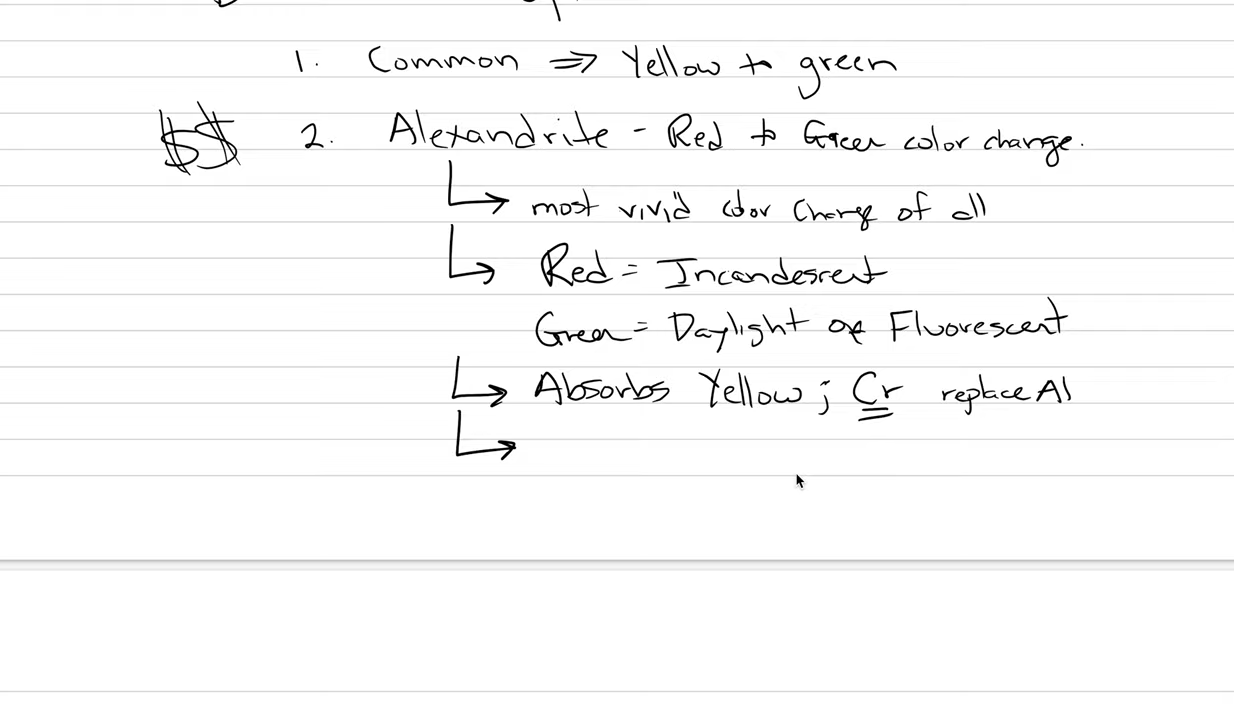 1. Common ⇒ Yellow to green
$$ 2. Alexandrite - Red to Green color change.
↳ most vivid color change of all
↳ Red = Incandescent
Green = Daylight or Fluorescent
↳ Absorbs Yellow; Cr replace Al
↳